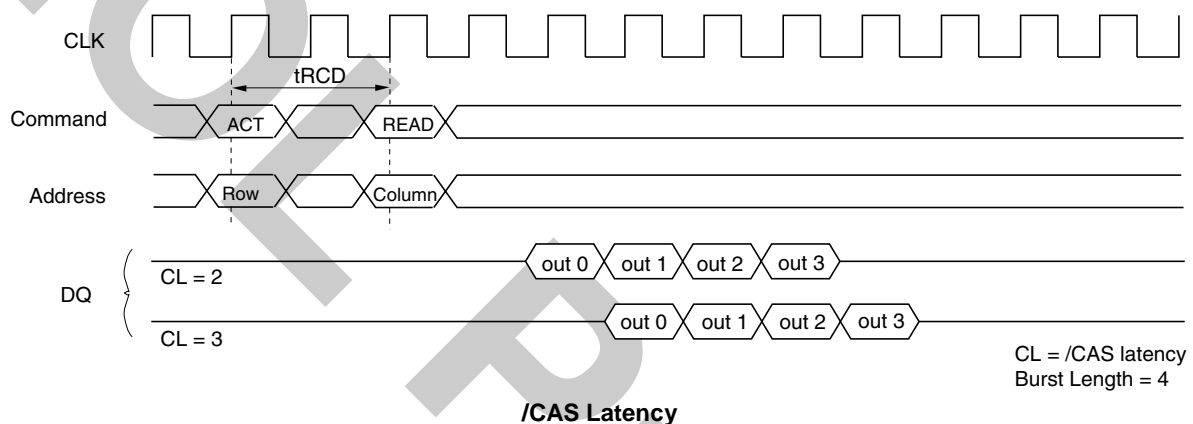 CLK
tRCD
Command ACT READ
Address Row Column
DQ
CL = 2 out 0 out 1 out 2 out 3
CL = 3 out 0 out 1 out 2 out 3
CL = /CAS latency
Burst Length = 4
/CAS Latency